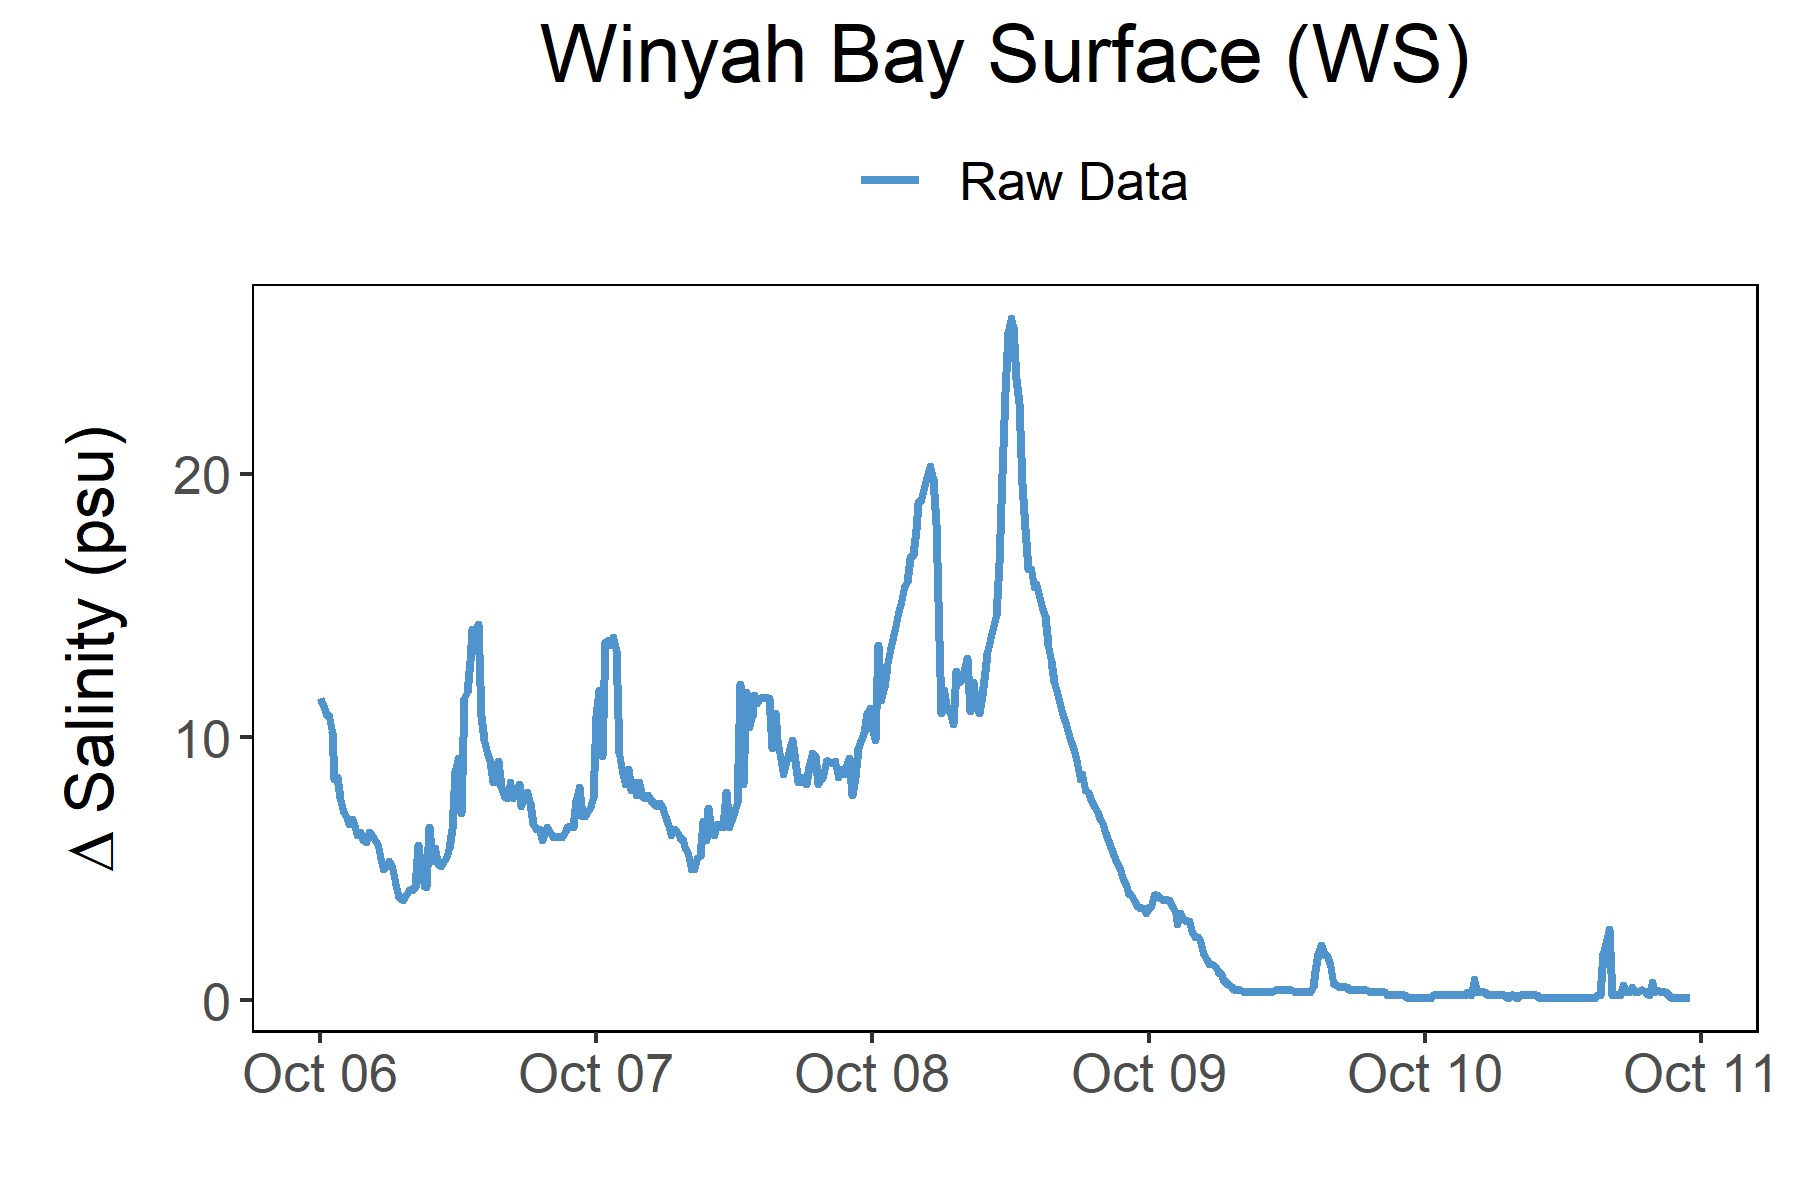 Winyah Bay Surface (WS)
Raw Data
Δ Salinity (psu)
20
10
0
Oct 06
Oct 07
Oct 08
Oct 09
Oct 10
Oct 11